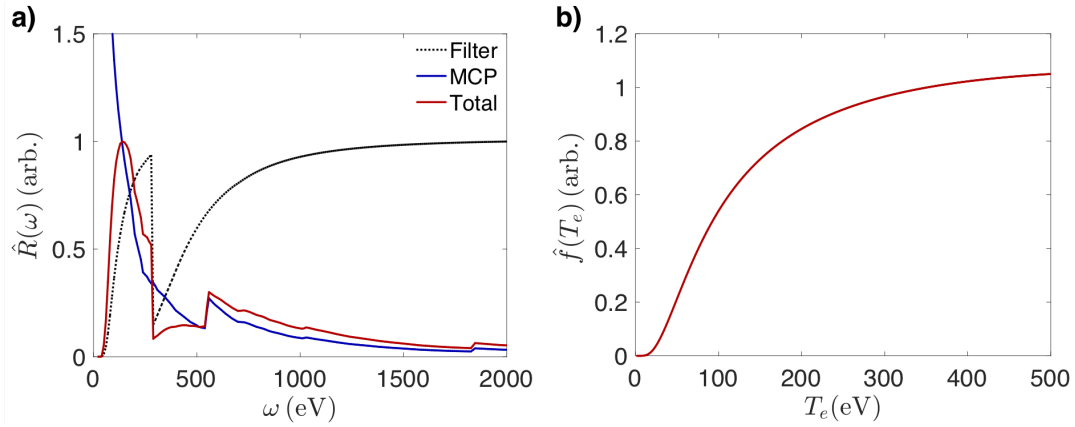 a)
1.5
1
0.5
0
R̂(ω) (arb.)
Filter
MCP
Total
0 500 1000 1500 2000
ω (eV)
b)
1.2
1
0.8
0.6
0.4
0.2
0
f̂(Tₑ) (arb.)
0 100 200 300 400 500
Tₑ(eV)